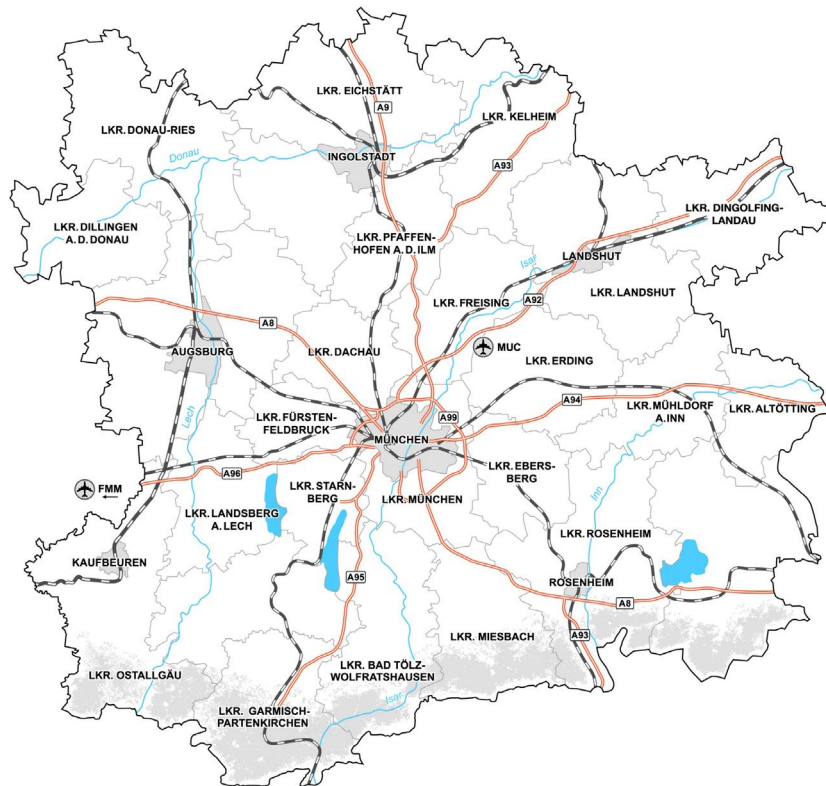 LKR. EICHSTÄTT
A9
LKR. DONAU-RIES
LKR. KELHEIM
Donau
INGOLSTADT
A93
LKR. DILLINGEN
A. D. DONAU
LKR. PFAFFEN-
HOFEN A. D. ILM
LKR. DINGOLFING-
LANDAU
Isar
LANDSHUT
LKR. LANDSHUT
LKR. FREISING
A92
A8
AUGSBURG
LKR. DACHAU
MUC
LKR. ERDING
Lech
LKR. FÜRSTEN-
FELDBRUCK
A99
MÜNCHEN
A94
LKR. MÜHLDORF
A. INN
LKR. ALTÖTTING
A96
FMM
LKR. STARN-
BERG
LKR. MÜNCHEN
LKR. EBERS-
BERG
Inn
LKR. LANDSBERG
A. LECH
LKR. ROSENHEIM
KAUFBEUREN
A95
ROSENHEIM
A8
A93
LKR. MIESBACH
LKR. OSTALLGÄU
LKR. BAD TÖLZ-
WOLFRATSHAUSEN
Isar
LKR. GARMISCH-
PARTENKIRCHEN